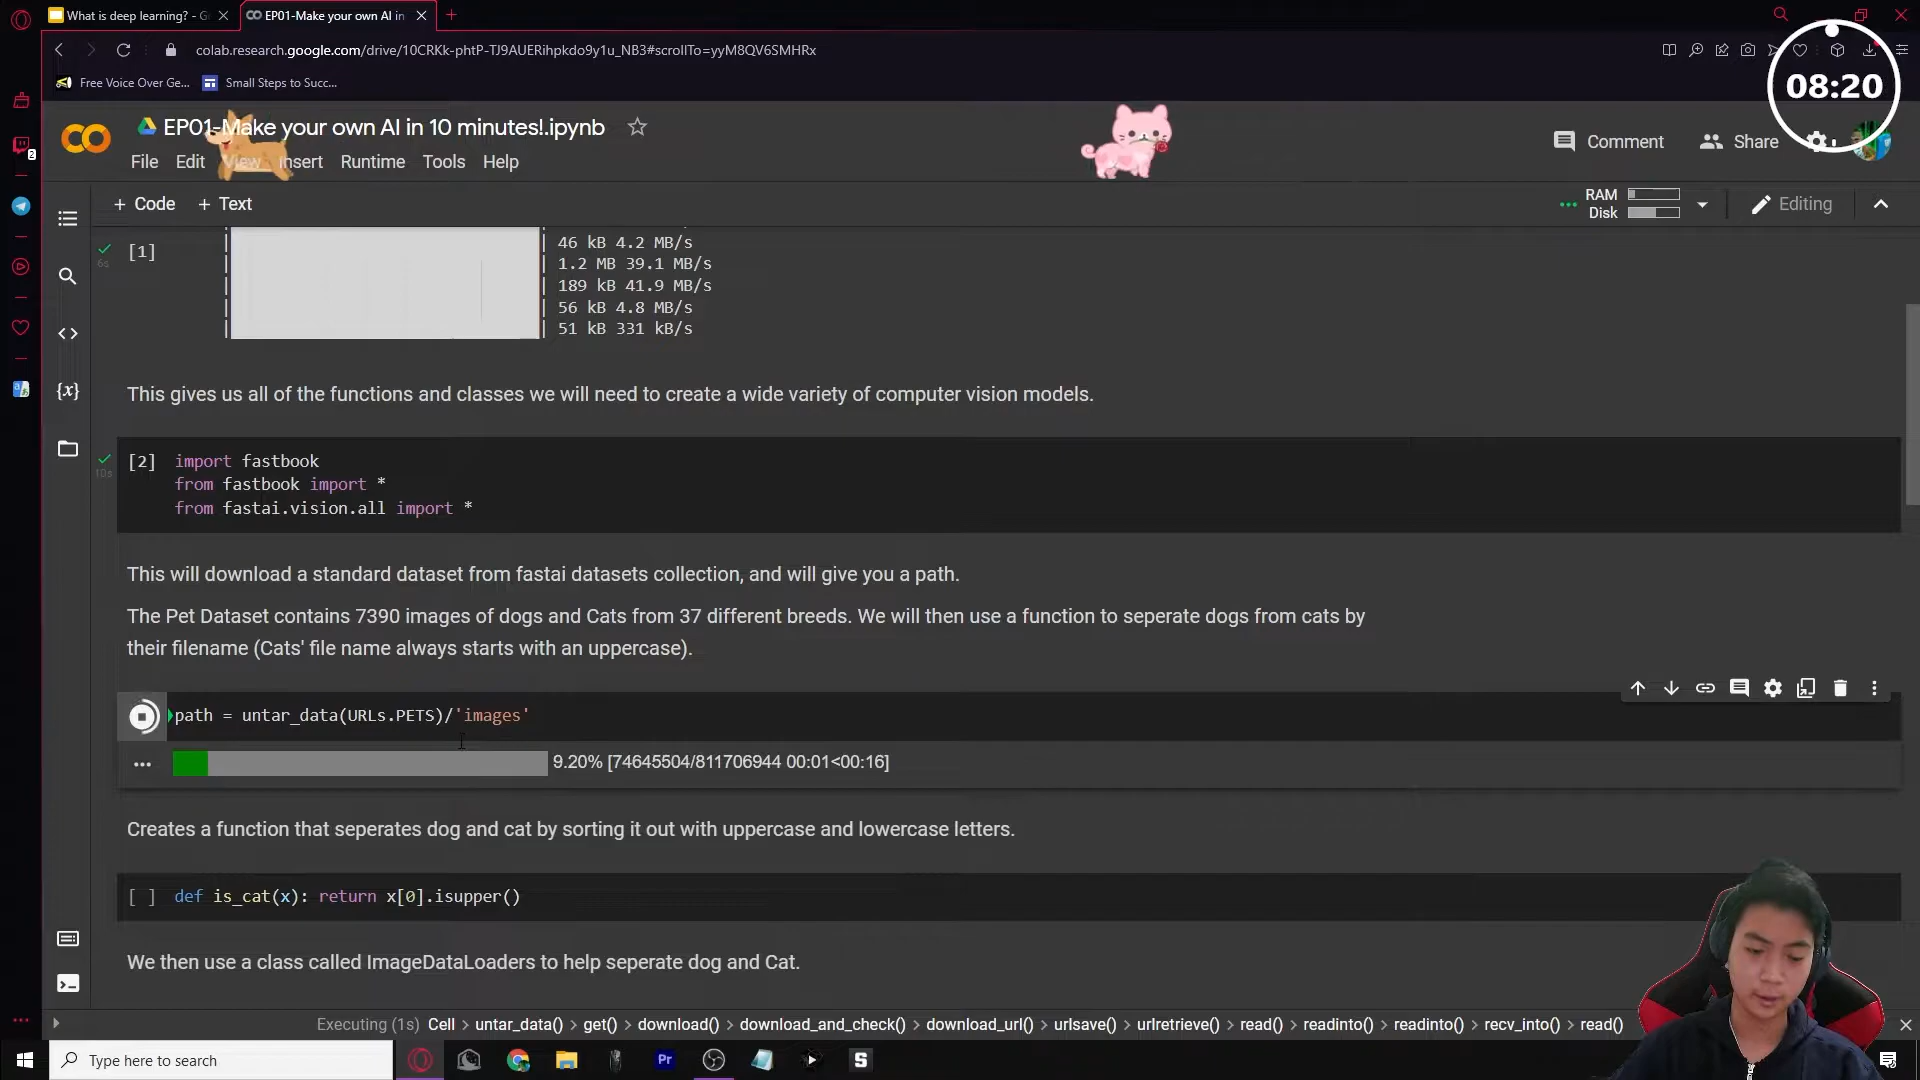 What is deep learning? - G
EP01-Make your own AI in
colab.research.google.com/drive/10CRKk-phtP-TJ9AUERihpkdo9y1u_NB3#scrollTo=yyM8QV6SMHRx
Free Voice Over Ge...
Small Steps to Succ...
08:20
EP01-Make your own AI in 10 minutes!.ipynb
File Edit View Insert Runtime Tools Help
Comment
Share
2
+ Code + Text
RAM
Disk
Editing
[1]
6s
46 kB 4.2 MB/s
1.2 MB 39.1 MB/s
189 kB 41.9 MB/s
56 kB 4.8 MB/s
51 kB 331 kB/s
This gives us all of the functions and classes we will need to create a wide variety of computer vision models.
[2] import fastbook
10s
from fastbook import *
from fastai.vision.all import *
This will download a standard dataset from fastai datasets collection, and will give you a path.
The Pet Dataset contains 7390 images of dogs and Cats from 37 different breeds. We will then use a function to seperate dogs from cats by
their filename (Cats' file name always starts with an uppercase).
path = untar_data(URLs.PETS)/'images'
9.20% [74645504/811706944 00:01<00:16]
Creates a function that seperates dog and cat by sorting it out with uppercase and lowercase letters.
[ ] def is_cat(x): return x[0].isupper()
We then use a class called ImageDataLoaders to help seperate dog and Cat.
Executing (1s) Cell > untar_data() > get() > download() > download_and_check() > download_url() > urlsave() > urlretrieve() > read() > readinto() > readinto() > recv_into() > read()
Type here to search
Pr
S